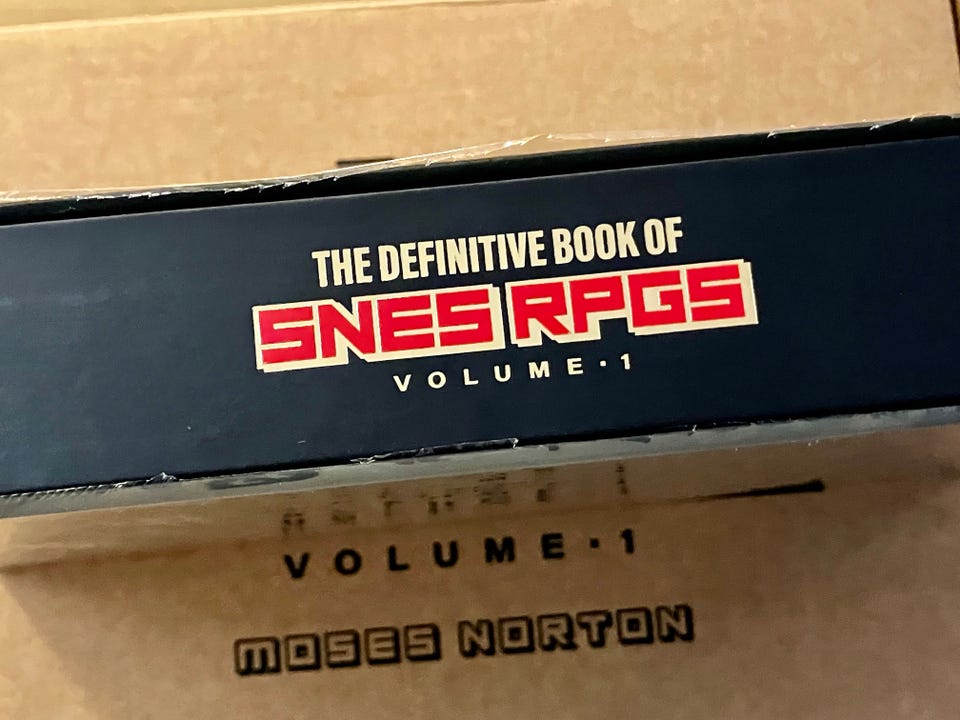 THE DEFINITIVE BOOK OF
SNES RPGS
VOLUME·1
VOLUME·1
MOSES NORTON